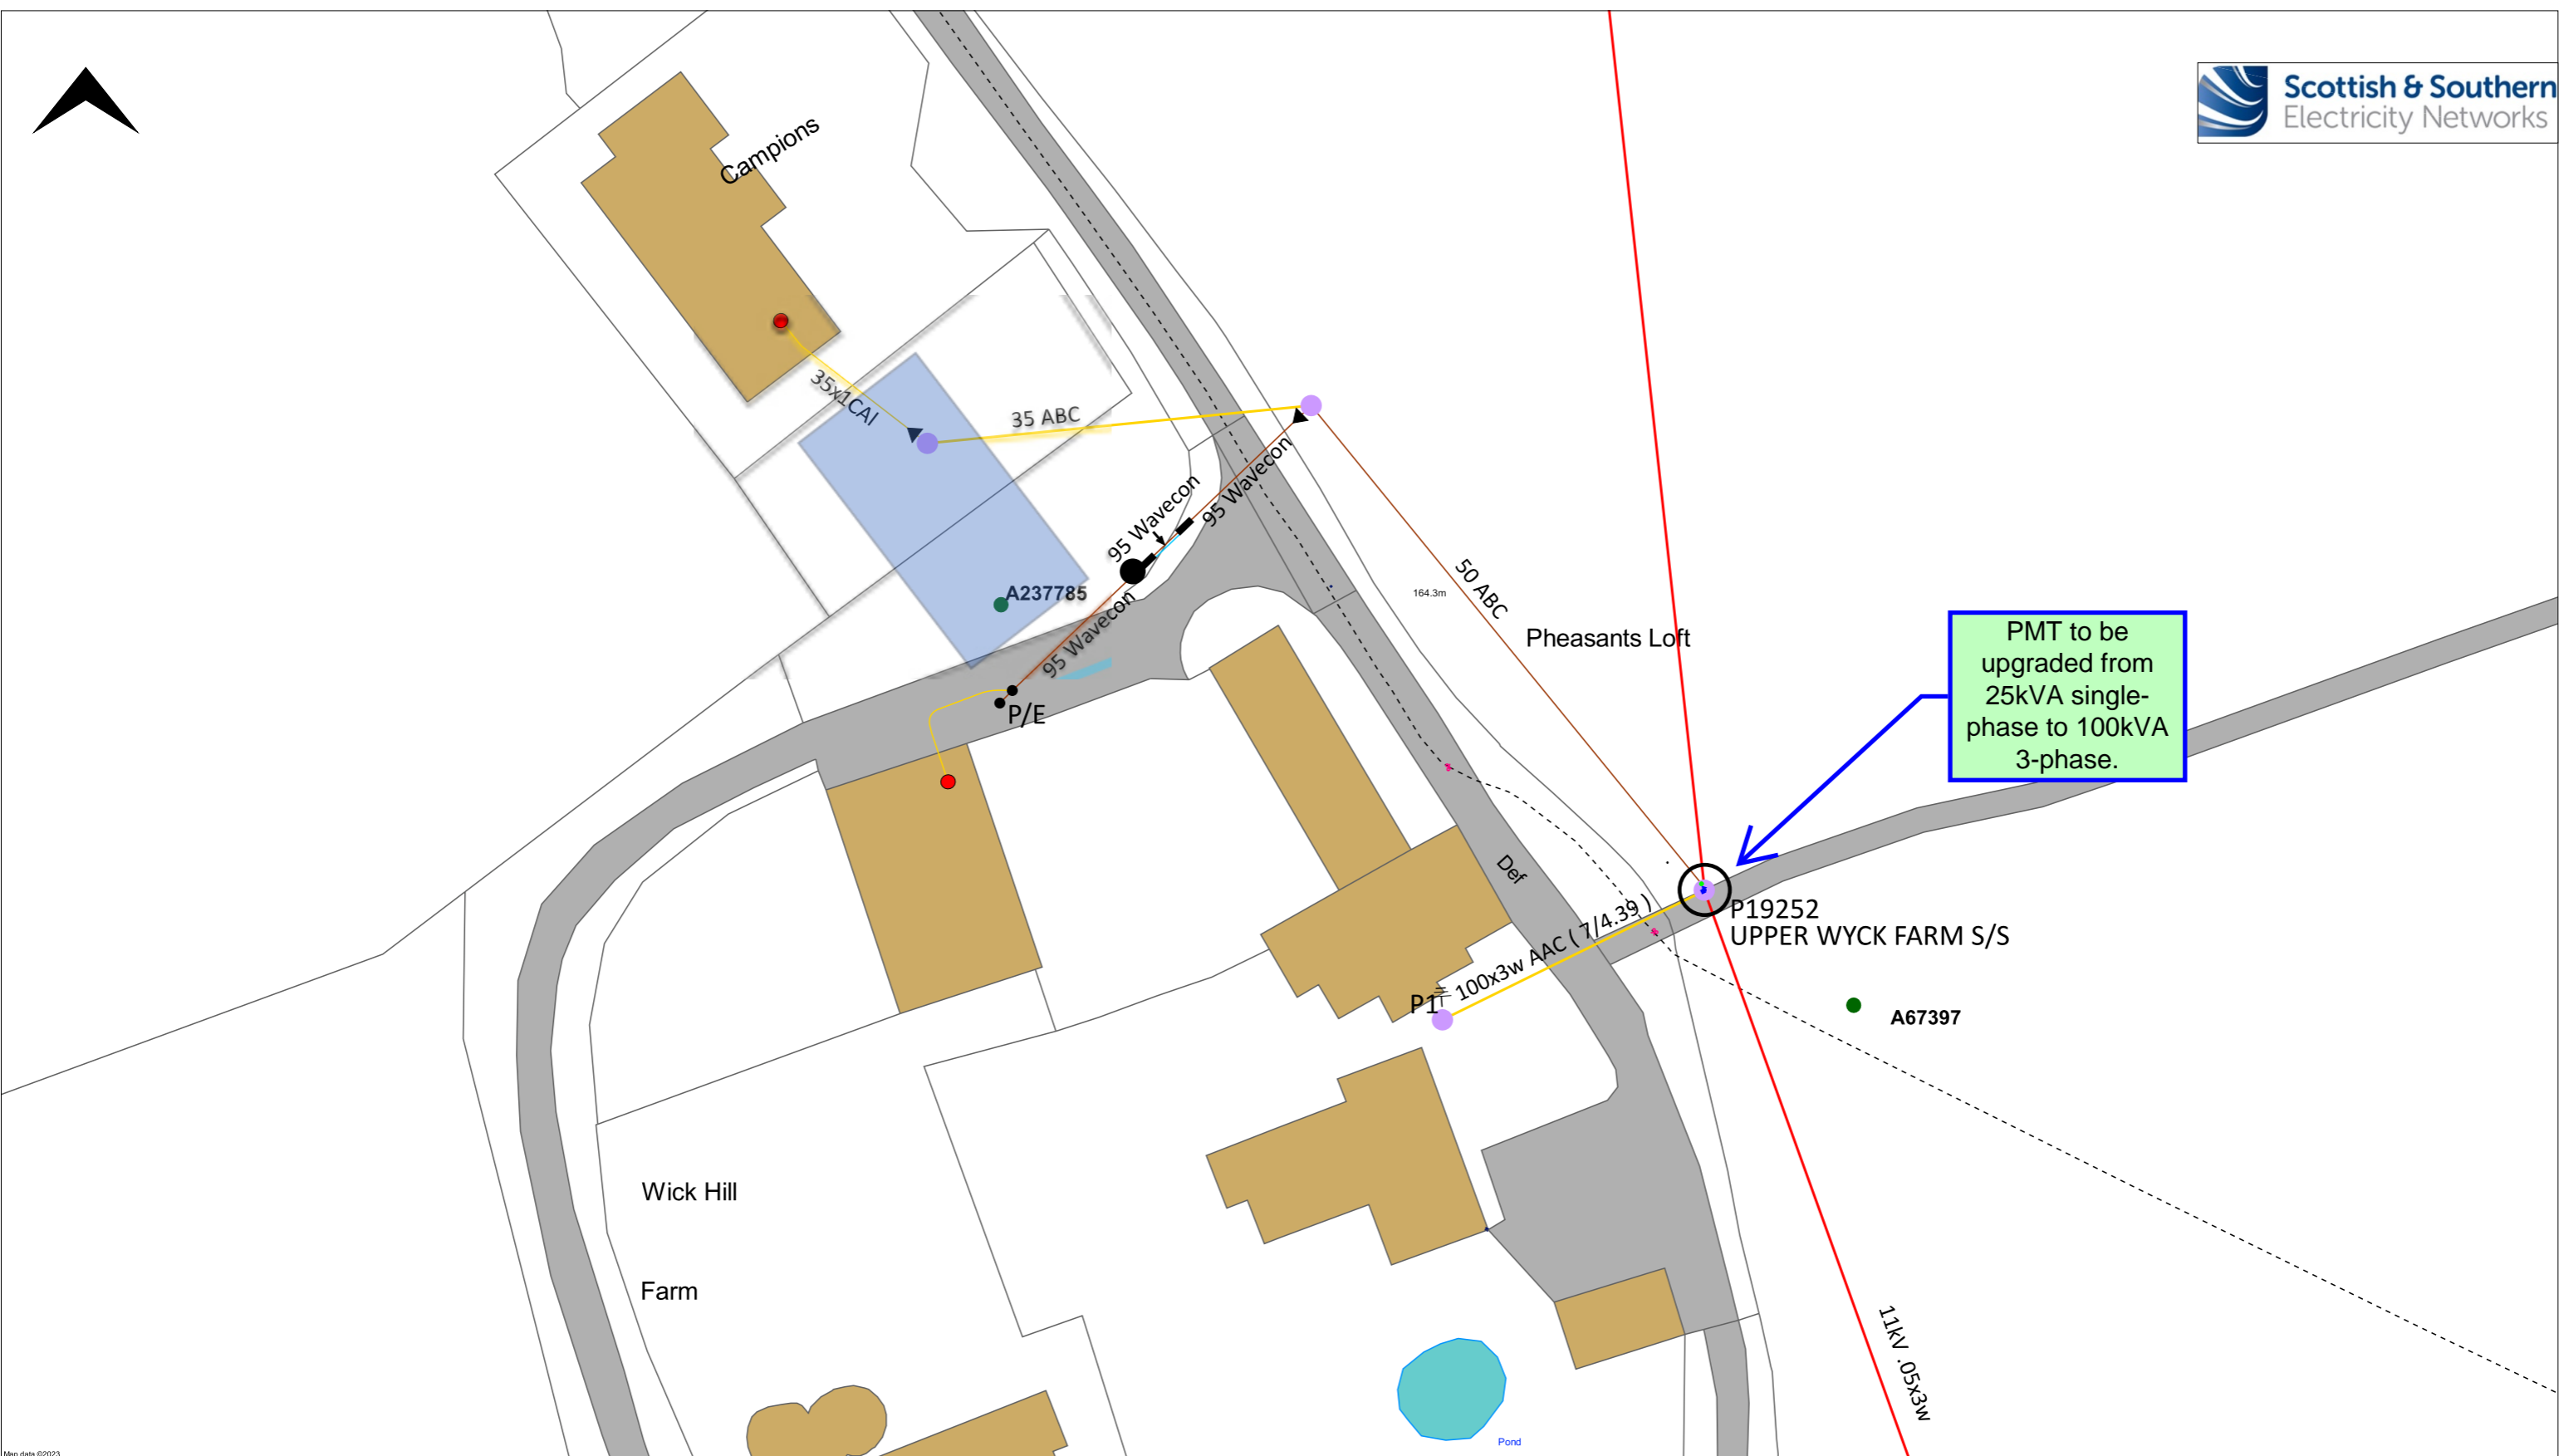 Scottish & Southern
Electricity Networks
Campions
35x1CAI
35 ABC
95 Wavecon
95 Wavecon
50 ABC
164.3m
A237785
95 Wavecon
Pheasants Loft
PMT to be
upgraded from
25kVA single-
phase to 100kVA
3-phase.
P/E
Def
P19252
UPPER WYCK FARM S/S
100x3w AAC ( 7/4.39 )
P1
A67397
Wick Hill
Farm
11kV .05x3w
Pond
Map data ©2023